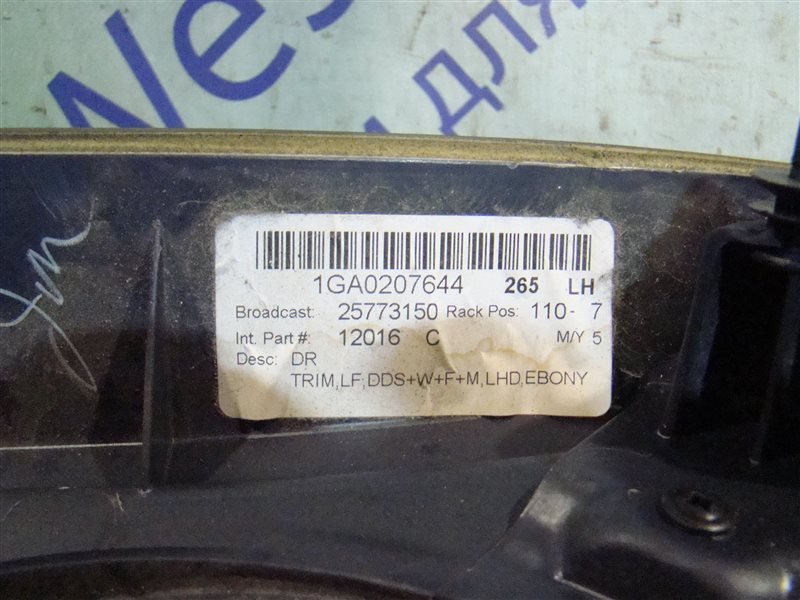 для
1GA0207644 265 LH
Broadcast: 25773150 Rack Pos: 110- 7
Int. Part #: 12016 C M/Y 5
Desc: DR
TRIM,LF;DDS+W+F+M,LHD,EBONY